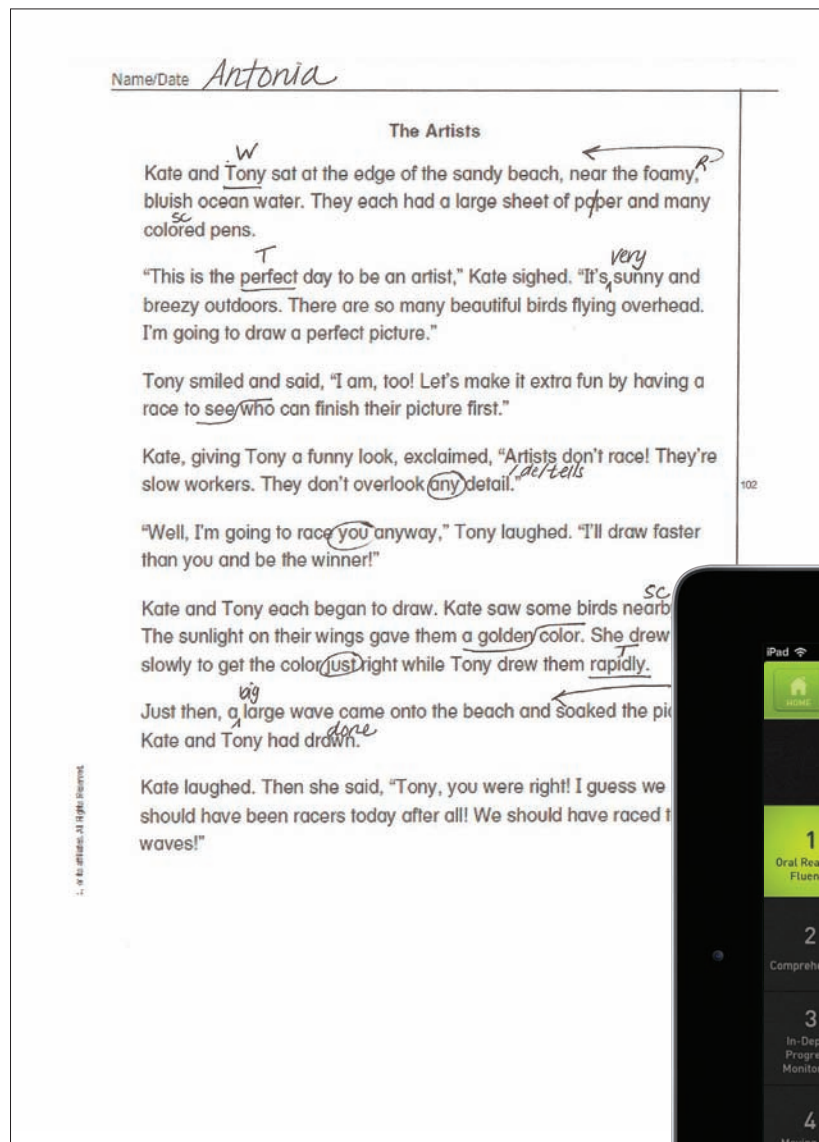 Name/Date Antonia
The Artists
W
R
Kate and Tony sat at the edge of the sandy beach, near the foamy,
bluish ocean water. They each had a large sheet of paper and many
sc
colored pens.
T very
“This is the perfect day to be an artist,” Kate sighed. “It’s sunny and
breezy outdoors. There are so many beautiful birds flying overhead.
I’m going to draw a perfect picture.”
Tony smiled and said, “I am, too! Let’s make it extra fun by having a
race to see who can finish their picture first.”
Kate, giving Tony a funny look, exclaimed, “Artists don’t race! They’re
/de/tells
slow workers. They don’t overlook any detail.”
102
“Well, I’m going to race you anyway,” Tony laughed. “I’ll draw faster
than you and be the winner!”
sc
Kate and Tony each began to draw. Kate saw some birds nearb
The sunlight on their wings gave them a golden color. She drew
T
slowly to get the color just right while Tony drew them rapidly.
big
Just then, a large wave came onto the beach and soaked the pic
done
Kate and Tony had drawn.
Kate laughed. Then she said, “Tony, you were right! I guess we
should have been racers today after all! We should have raced t
waves!”
or its affiliates. All Rights Reserved.
iPad
HOME
1
Oral Rea
Fluen
2
Compreh
3
In-Dep
Progre
Monito
4